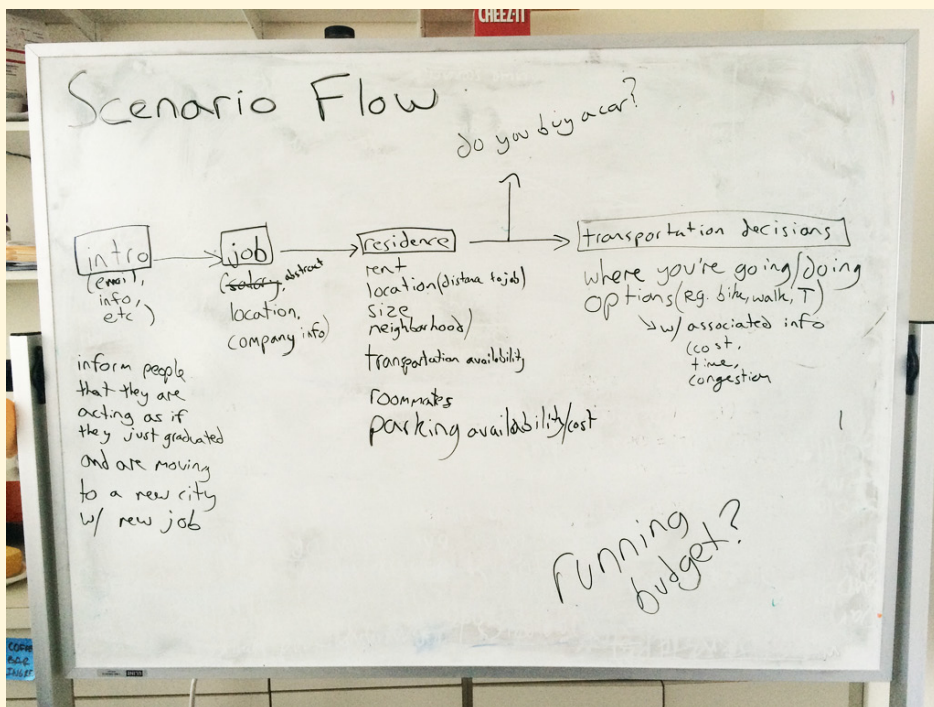 CHEEZ-IT
Scenario Flow
do you buy a car?
intro
(email,
info,
etc)
inform people
that they are
acting as if
they just graduated
and are moving
to a new city
w/ new job
job
(salary, abstract
location,
company info)
residence
rent
location (distance to job)
size
neighborhood)
transportation availability
roommates
parking availability/cost
transportation decisions
where you're going/doing
options (e.g. bike, walk, T)
w/ associated info
(cost,
time,
congestion
running
budget?
COFFEE
BAR